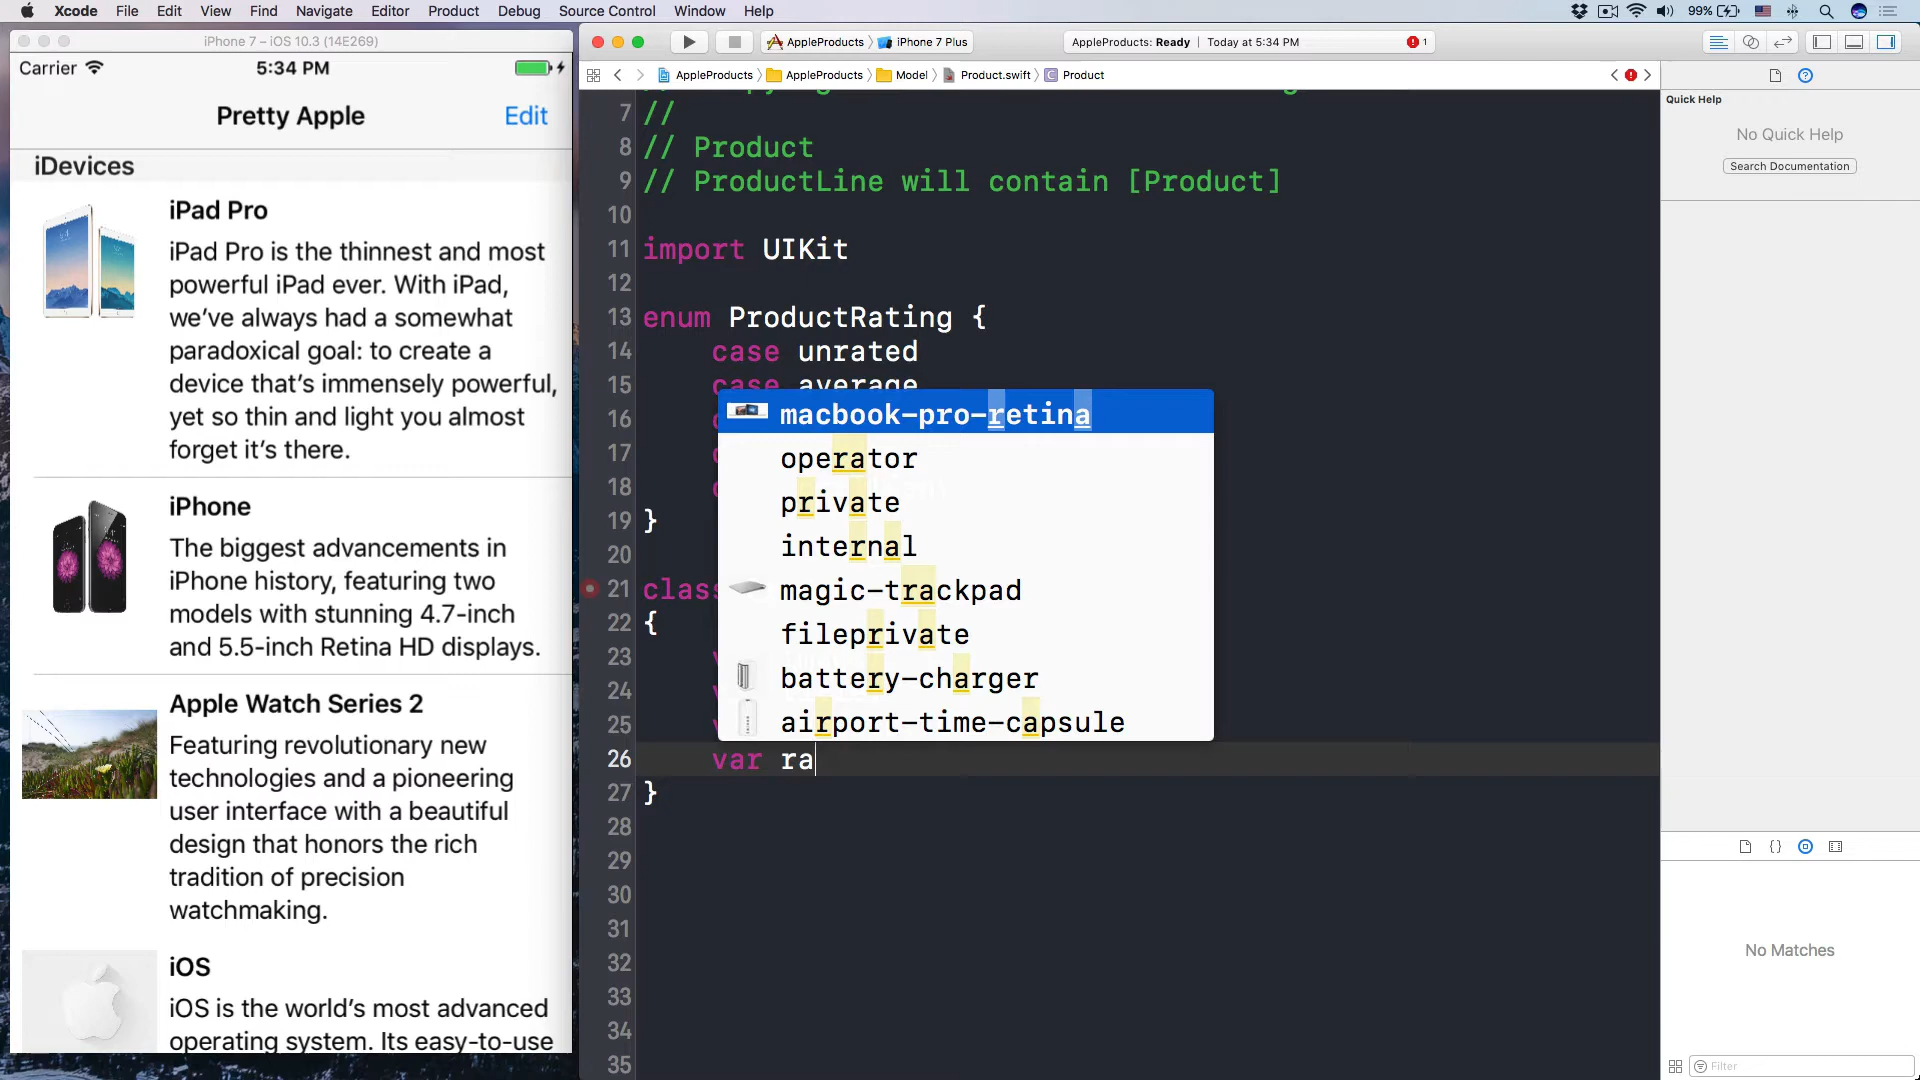 Xcode File Edit View Find Navigate Editor Product Debug Source Control Window Help
99%
iPhone 7 – iOS 10.3 (14E269)
Carrier 5:34 PM
Pretty Apple Edit
iDevices
iPad Pro
iPad Pro is the thinnest and most
powerful iPad ever. With iPad,
we’ve always had a somewhat
paradoxical goal: to create a
device that’s immensely powerful,
yet so thin and light you almost
forget it’s there.
iPhone
The biggest advancements in
iPhone history, featuring two
models with stunning 4.7-inch
and 5.5-inch Retina HD displays.
Apple Watch Series 2
Featuring revolutionary new
technologies and a pioneering
user interface with a beautiful
design that honors the rich
tradition of precision
watchmaking.
iOS
iOS is the world’s most advanced
operating system. Its easy-to-use
AppleProducts iPhone 7 Plus
AppleProducts: Ready | Today at 5:34 PM 1
AppleProducts AppleProducts Model Product.swift C Product
7 //
8 // Product
9 // ProductLine will contain [Product]
10
11 import UIKit
12
13 enum ProductRating {
14 case unrated
15 case average
16
17
18
19 }
20
21 class
22 {
23
24
25
26 var ra
27 }
28
29
30
31
32
33
34
35
macbook-pro-retina
operator
private
internal
magic-trackpad
fileprivate
battery-charger
airport-time-capsule
Quick Help
No Quick Help
Search Documentation
No Matches
Filter